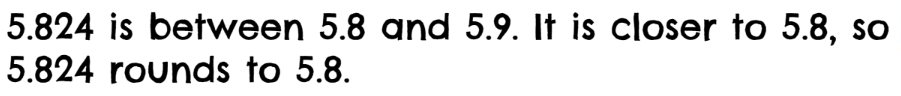 5.824 is between 5.8 and 5.9. It is closer to 5.8, so
5.824 rounds to 5.8.